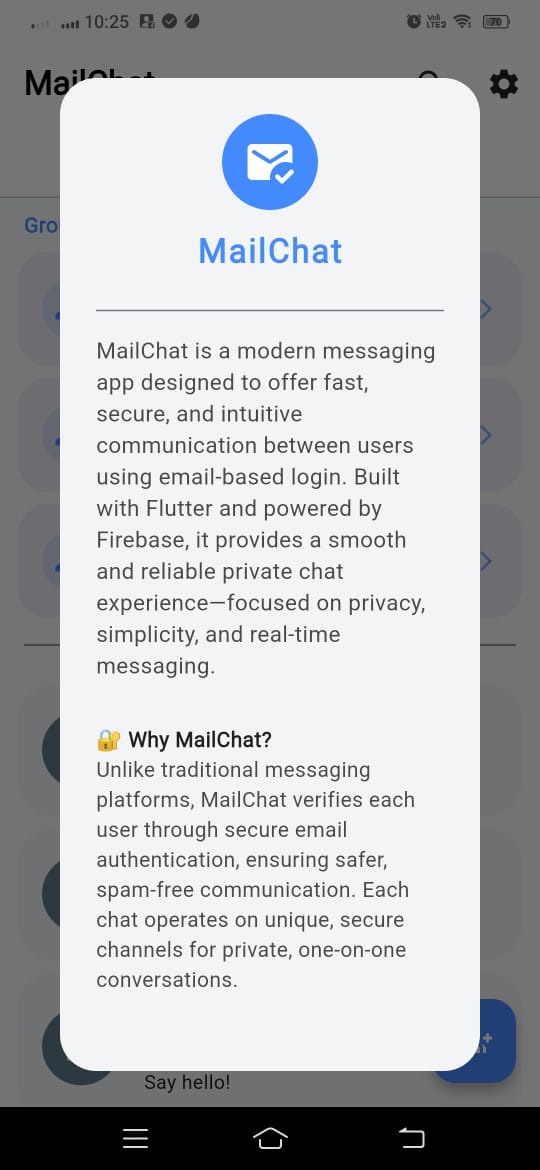 10:25
VoD
LTE2
70
MailChat
Gro
MailChat
MailChat is a modern messaging
app designed to offer fast,
secure, and intuitive
communication between users
using email-based login. Built
with Flutter and powered by
Firebase, it provides a smooth
and reliable private chat
experience—focused on privacy,
simplicity, and real-time
messaging.
🔐 Why MailChat?
Unlike traditional messaging
platforms, MailChat verifies each
user through secure email
authentication, ensuring safer,
spam-free communication. Each
chat operates on unique, secure
channels for private, one-on-one
conversations.
Say hello!